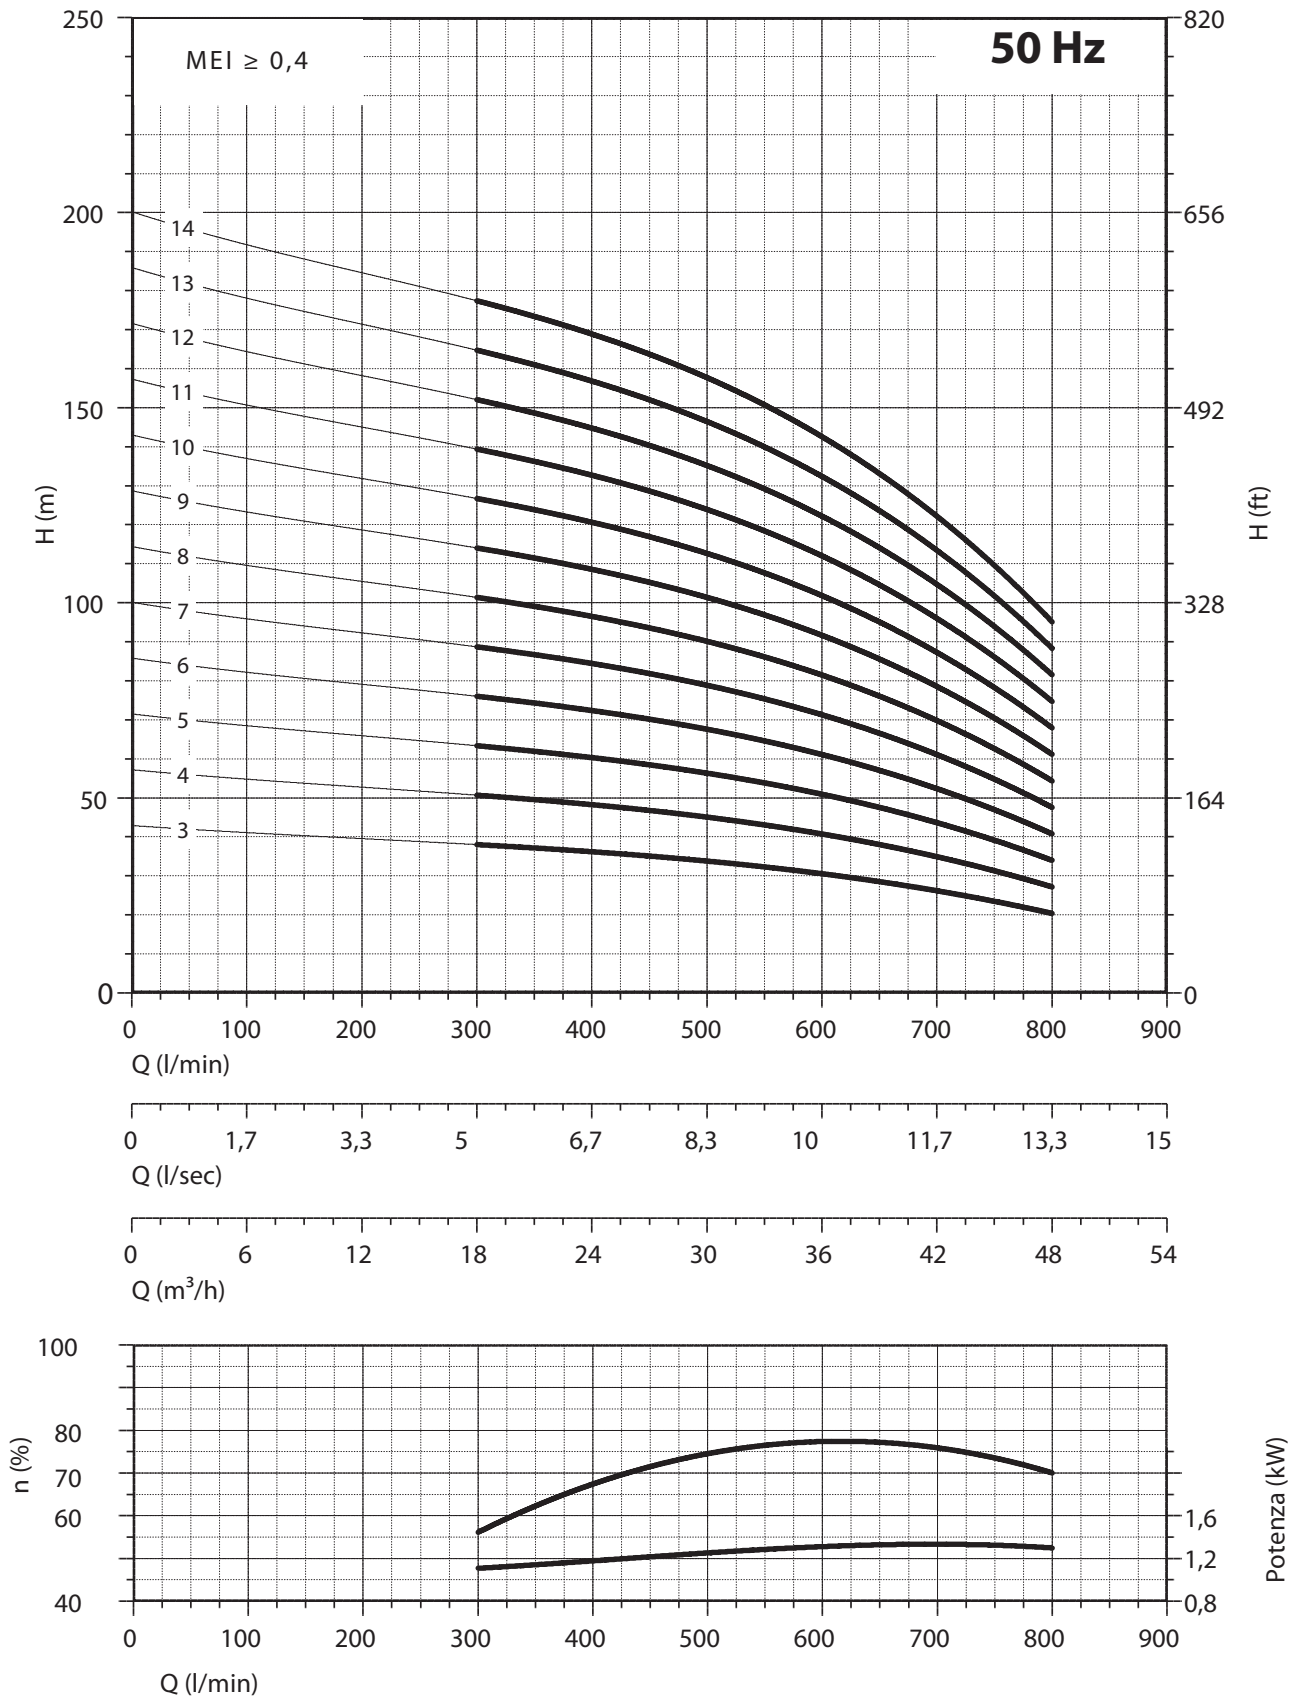 250
820
MEI ≥ 0,4
50 Hz
200
656
14
13
12
150
492
11
10
9
H (m)
H (ft)
8
100
328
7
6
5
4
50
164
3
0
0
0 100 200 300 400 500 600 700 800 900
Q (l/min)
0 1,7 3,3 5 6,7 8,3 10 11,7 13,3 15
Q (l/sec)
0 6 12 18 24 30 36 42 48 54
Q (m³/h)
100
80
70
n (%)
60
1,6
Potenza (kW)
1,2
40
0,8
0 100 200 300 400 500 600 700 800 900
Q (l/min)